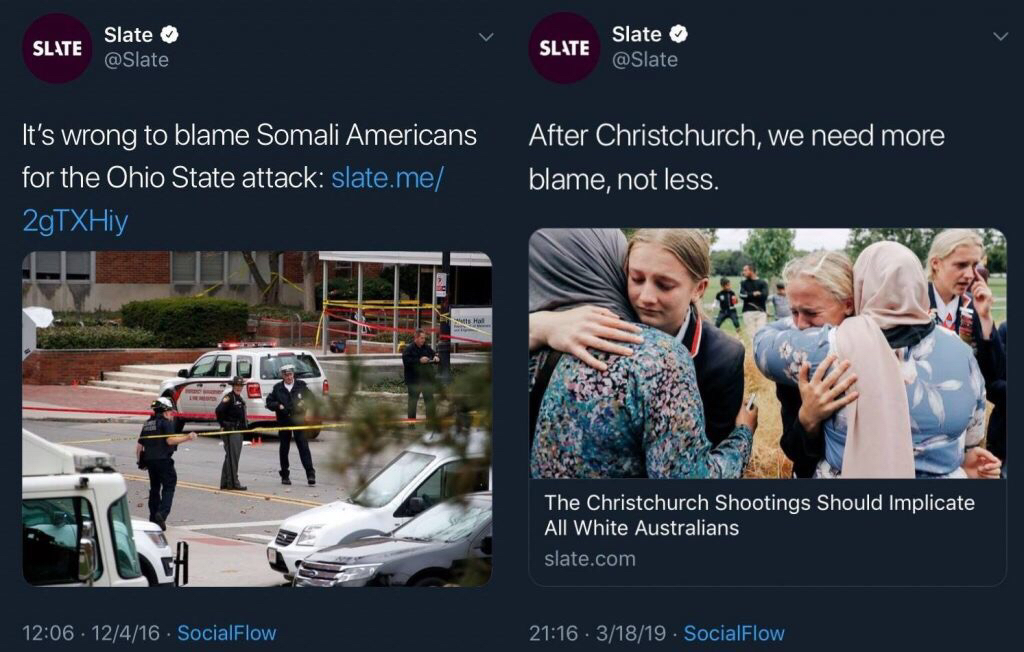 SLATE
Slate
@Slate
It's wrong to blame Somali Americans
for the Ohio State attack: slate.me/
2gTXHiy
Watts Hall
12:06 · 12/4/16 · SocialFlow
SLATE
Slate
@Slate
After Christchurch, we need more
blame, not less.
The Christchurch Shootings Should Implicate
All White Australians
slate.com
21:16 · 3/18/19 · SocialFlow